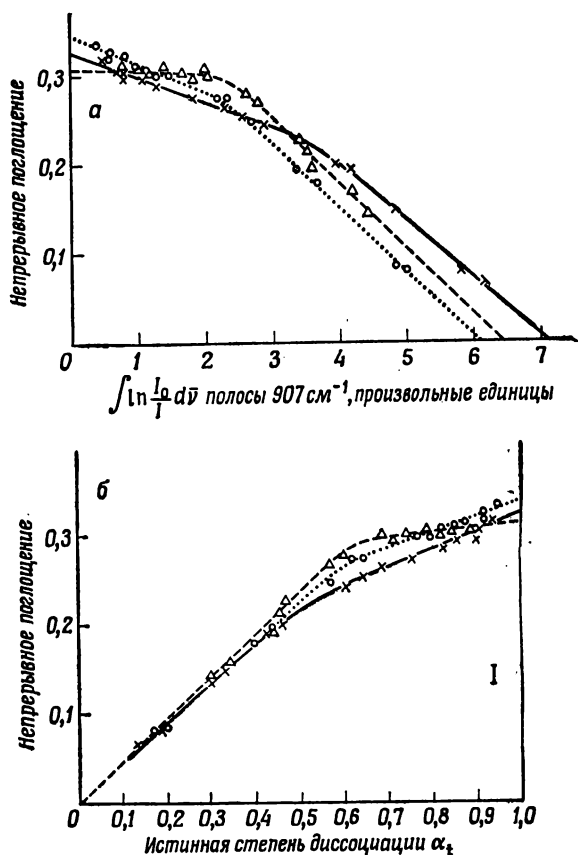 0,3
а
0,2
0,1
Непрерывное поглощение
0 1 2 3 4 5 6 7
∫ ln I₀/I dν̄ полосы 907 см⁻¹, произвольные единицы
б
0,3
0,2
0,1
Непрерывное поглощение
I
0 0,1 0,2 0,3 0,4 0,5 0,6 0,7 0,8 0,9 1,0
Истинная степень диссоциации αₜ